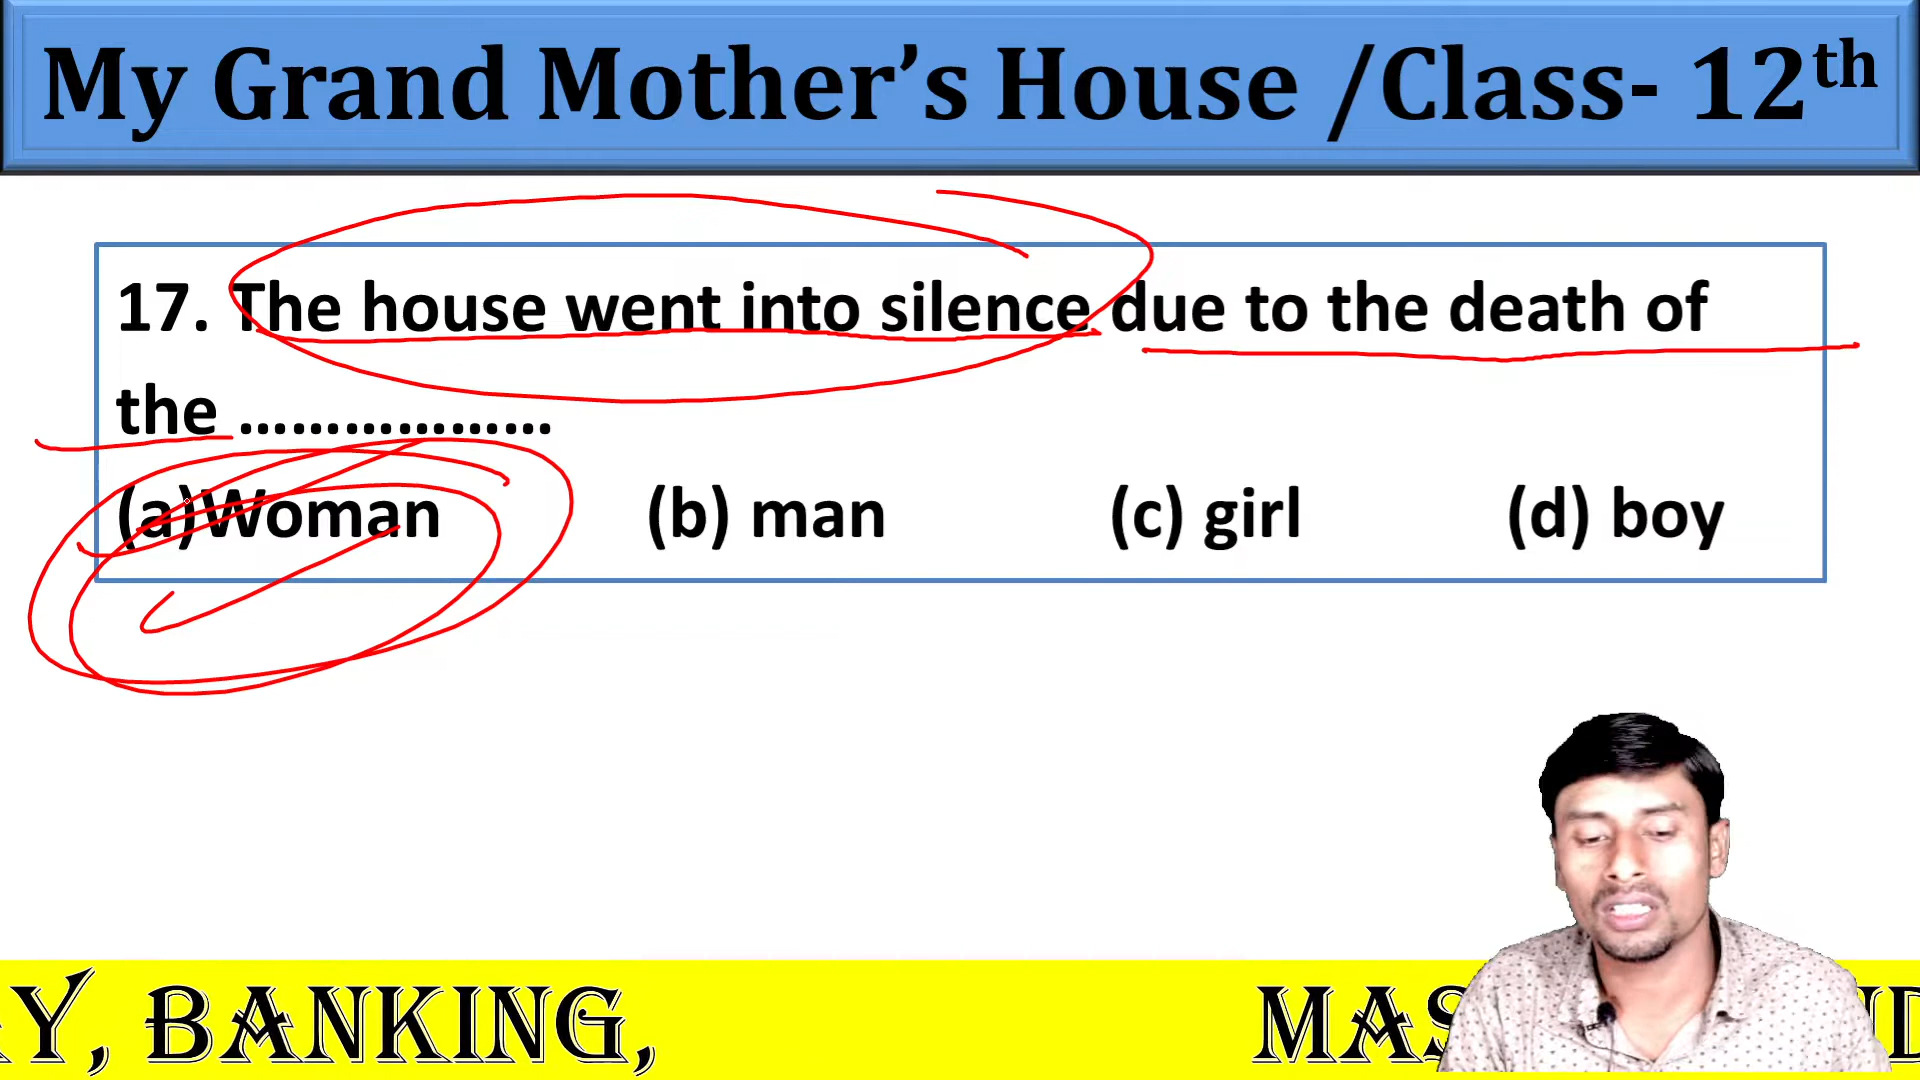 My Grand Mother’s House /Class- 12th
17. The house went into silence due to the death of
the ..................
(a)Woman (b) man (c) girl (d) boy
Y, BANKING,